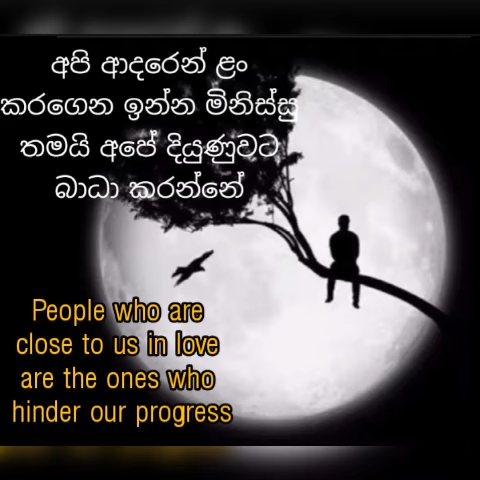 අපි ආදරෙන් ළං
කරගෙන ඉන්න මිනිස්සු
තමයි අපේ දියුණුවට
බාධා කරන්නේ
People who are
close to us in love
are the ones who
hinder our progress